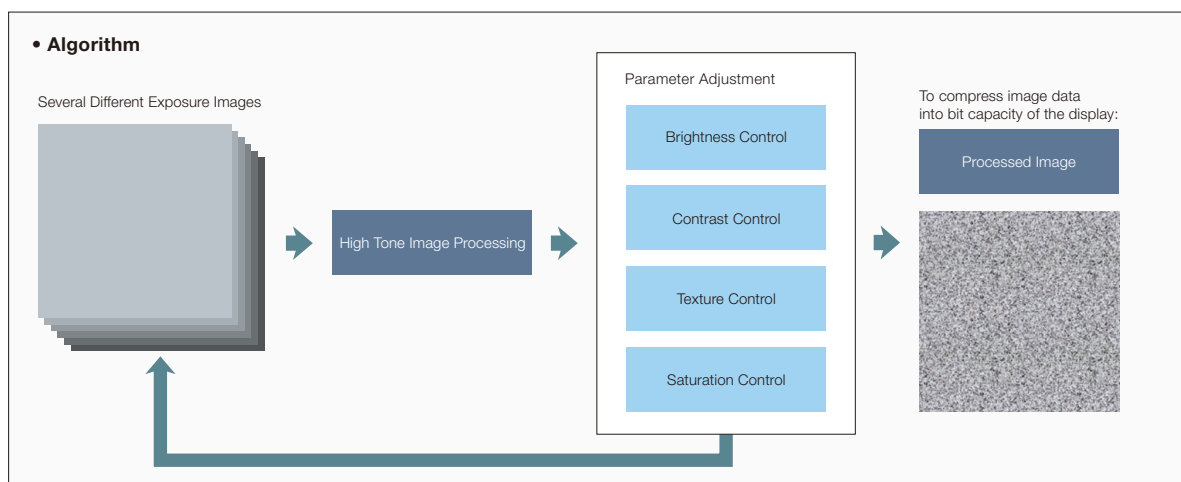 • Algorithm
Several Different Exposure Images
High Tone Image Processing
Parameter Adjustment
Brightness Control
Contrast Control
Texture Control
Saturation Control
To compress image data
into bit capacity of the display:
Processed Image